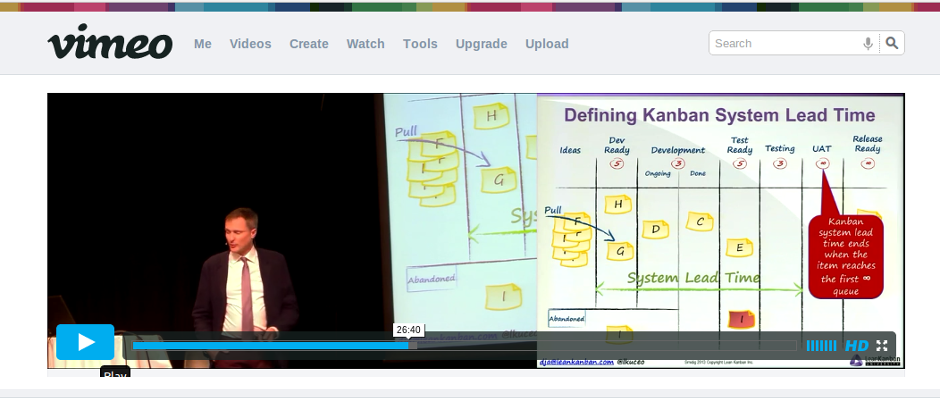 vimeo
Me Videos Create Watch Tools Upgrade Upload
Search
Pull
H
F
G
Abandoned
I
Defining Kanban System Lead Time
Ideas
Dev
Ready
5
Development
3
Ongoing Done
Test
Ready
5
Testing
3
UAT
∞
Release
Ready
∞
Pull
H
F
G
D
C
E
Kanban
system lead
time ends
when the
item reaches
the first ∞
queue
System Lead Time
Abandoned
I
I
26:40
HD
Play
dja@leankanban.com @lkuceo